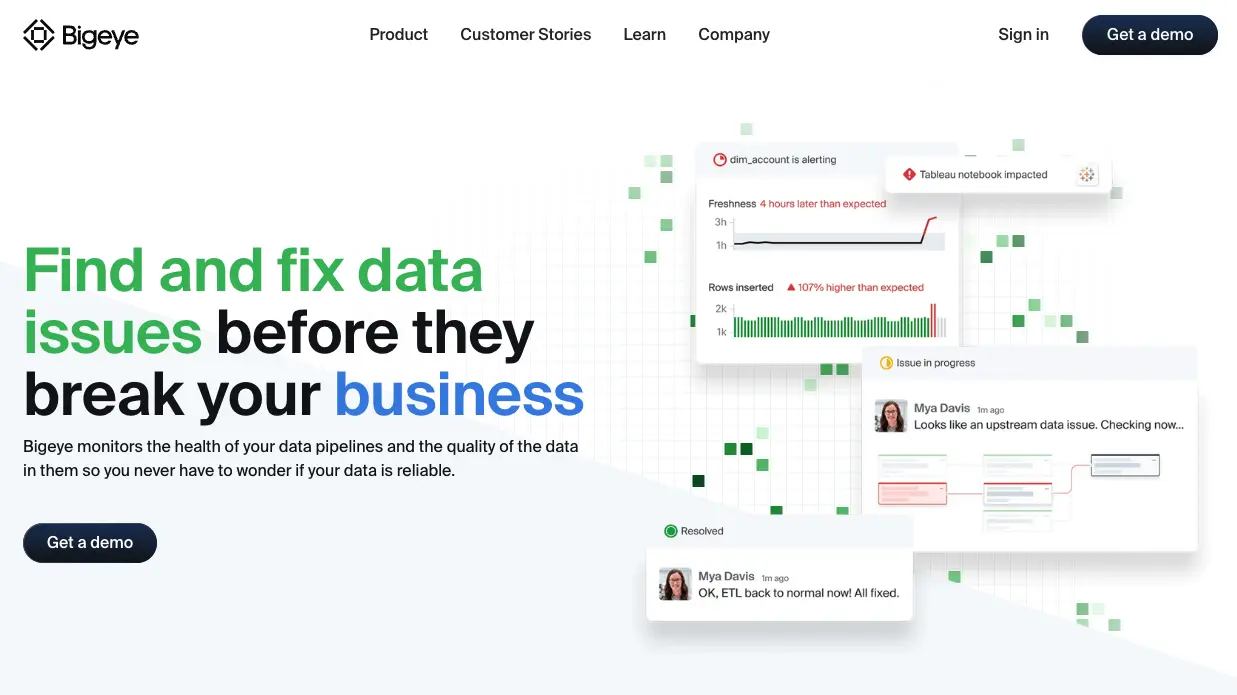 Bigeye
Product
Customer Stories
Learn
Company
Sign in
Get a demo
Find and fix data
issues before they
break your business
Bigeye monitors the health of your data pipelines and the quality of the data
in them so you never have to wonder if your data is reliable.
Get a demo
dim_account is alerting
Tableau notebook impacted
Freshness 4 hours later than expected
3h
1h
Rows inserted 107% higher than expected
2k
1k
Issue in progress
Mya Davis 1m ago
Looks like an upstream data issue. Checking now...
Resolved
Mya Davis 1m ago
OK, ETL back to normal now! All fixed.